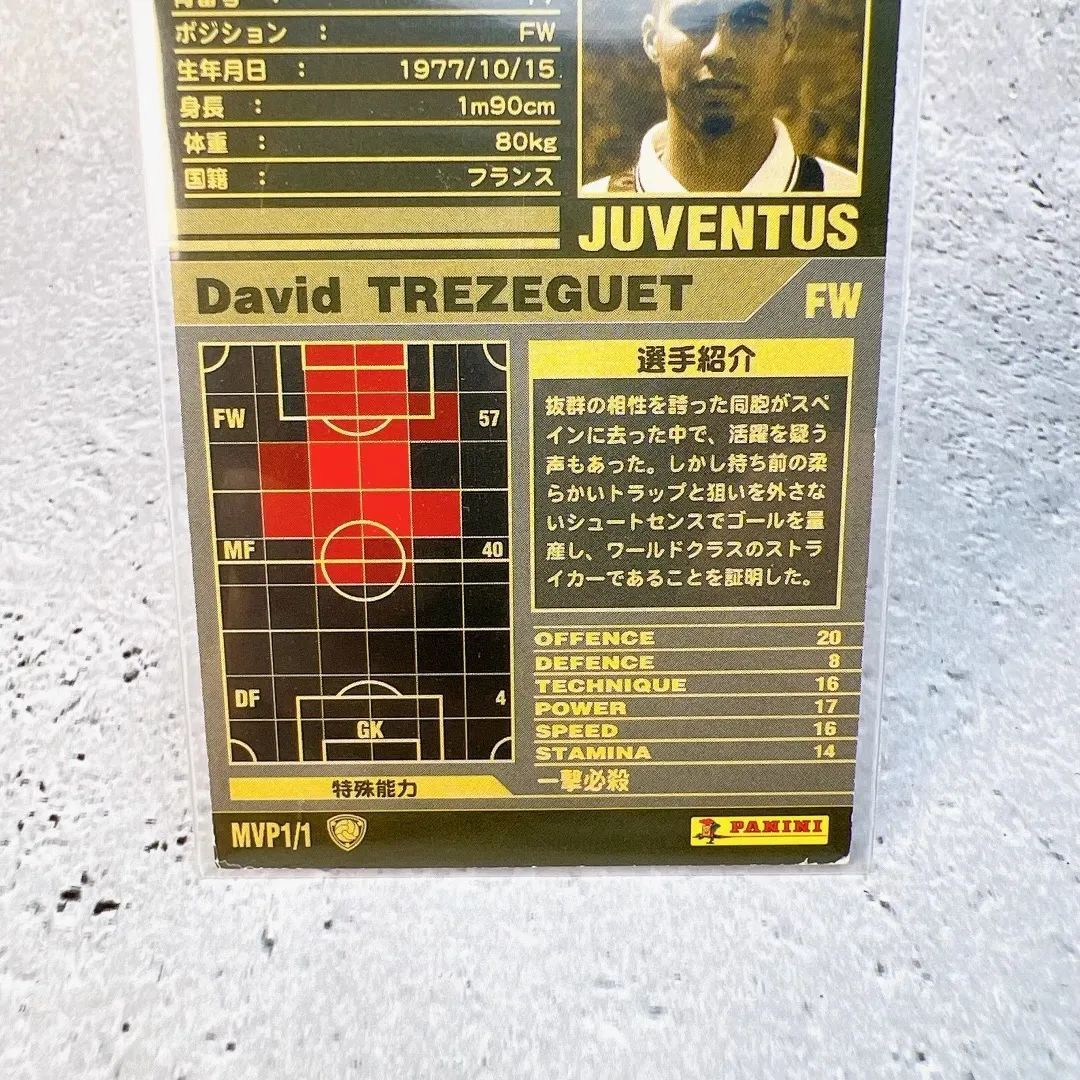 ポジション : FW
生年月日 : 1977/10/15
身長 : 1m90cm
体重 : 80kg
国籍 : フランス
JUVENTUS
David TREZEGUET FW
FW 57
MF 40
DF 4
GK
選手紹介
抜群の相性を誇った同胞がスペ
インに去った中で、活躍を疑う
声もあった。しかし持ち前の柔
らかいトラップと狙いを外さな
いシュートセンスでゴールを量
産し、ワールドクラスのストラ
イカーであることを証明した。
OFFENCE 20
DEFENCE 8
TECHNIQUE 16
POWER 17
SPEED 16
STAMINA 14
特殊能力 一撃必殺
MVP1/1
PANINI